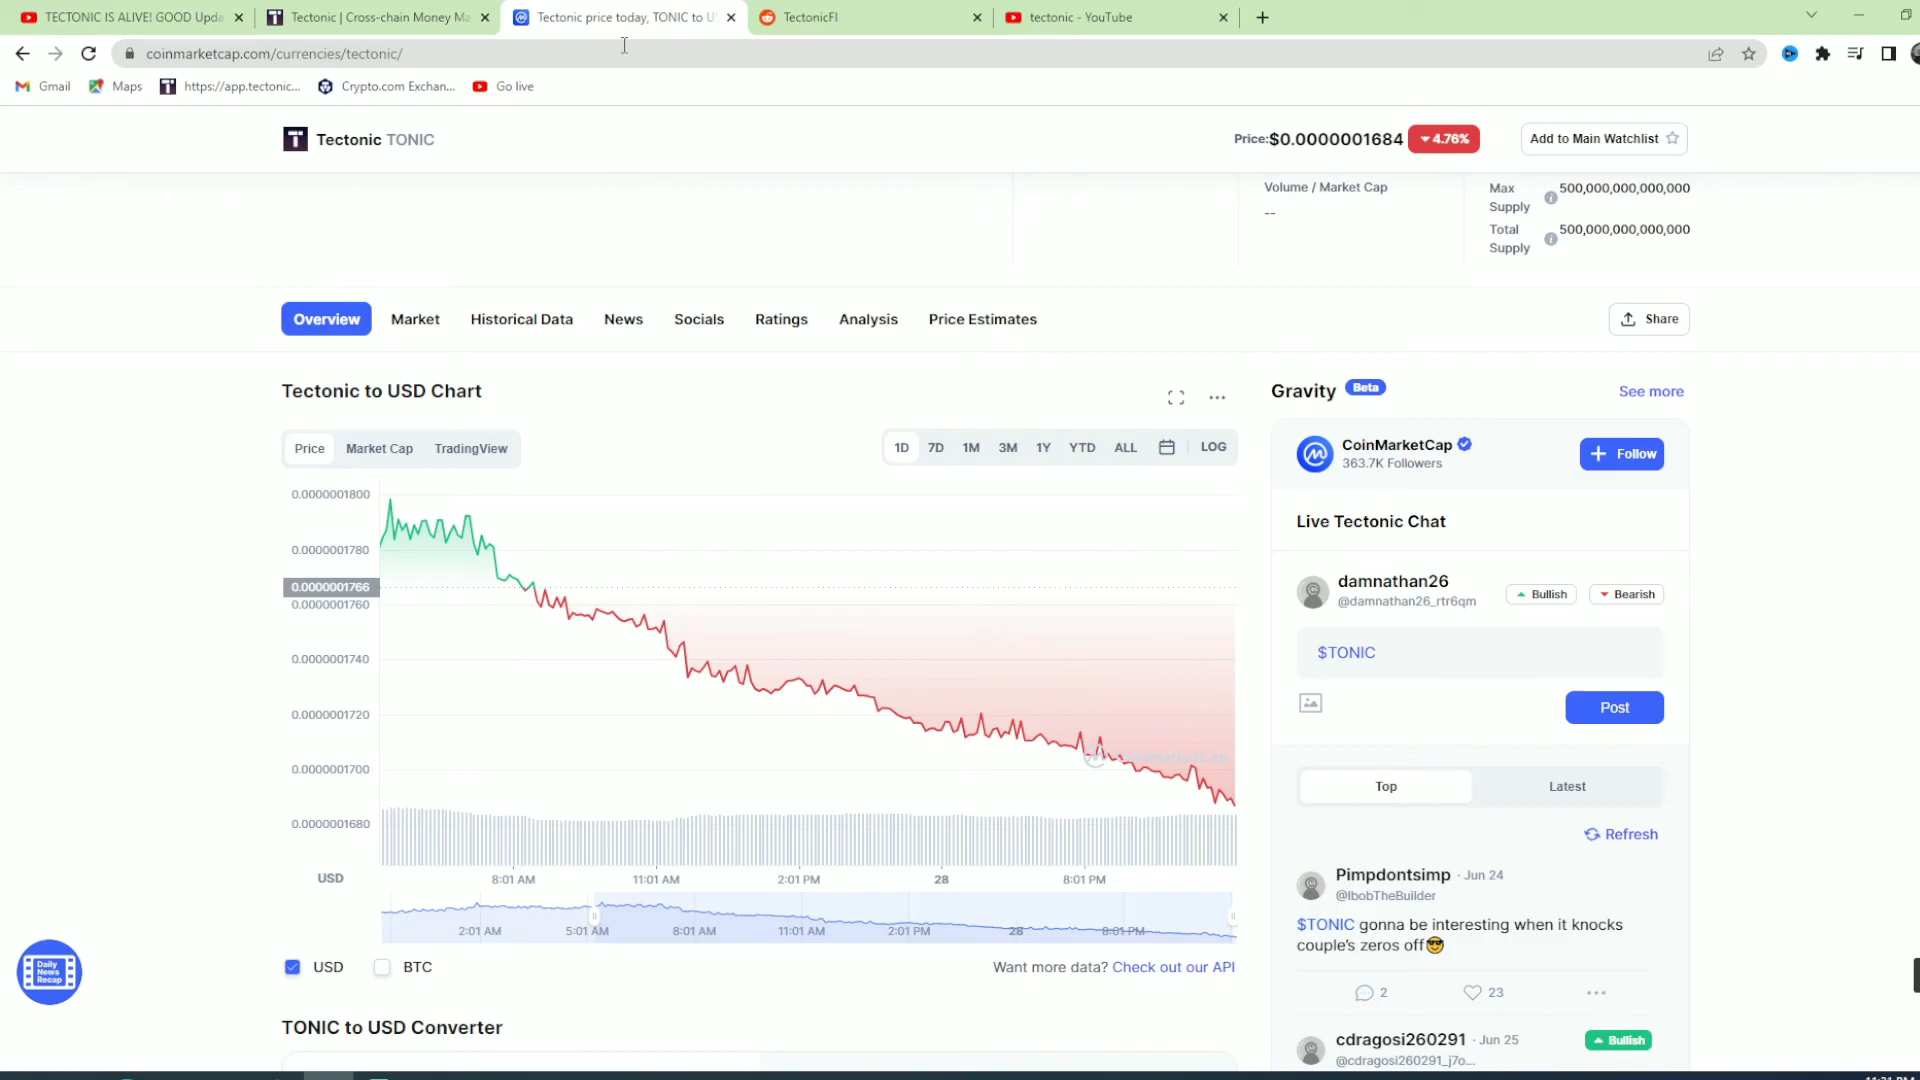 TECTONIC IS ALIVE! GOOD Upda
Tectonic | Cross-chain Money Ma
Tectonic price today, TONIC to U
TectonicFI
tectonic - YouTube
coinmarketcap.com/currencies/tectonic/
Gmail
Maps
https://app.tectonic...
Crypto.com Exchan...
Go live
Tectonic TONIC
Price:$0.0000001684
4.76%
Add to Main Watchlist
Volume / Market Cap
--
Max Supply
500,000,000,000,000
Total Supply
500,000,000,000,000
Overview
Market
Historical Data
News
Socials
Ratings
Analysis
Price Estimates
Share
Tectonic to USD Chart
Price
Market Cap
TradingView
1D
7D
1M
3M
1Y
YTD
ALL
LOG
0.0000001800
0.0000001780
0.0000001766
0.0000001760
0.0000001740
0.0000001720
0.0000001700
0.0000001680
CoinMarketCap
USD
8:01 AM
11:01 AM
2:01 PM
28
8:01 PM
2:01 AM
5:01 AM
8:01 AM
11:01 AM
2:01 PM
28
8:01 PM
USD
BTC
Want more data? Check out our API
TONIC to USD Converter
Daily
News
Recap
Gravity
Beta
See more
CoinMarketCap
363.7K Followers
Follow
Live Tectonic Chat
damnathan26
@damnathan26_rtr6qm
Bullish
Bearish
$TONIC
Post
Top
Latest
Refresh
Pimpdontsimp · Jun 24
@IbobTheBuilder
$TONIC gonna be interesting when it knocks
couple's zeros off😎
2
23
cdragosi260291 · Jun 25
@cdragosi260291_j7o...
Bullish